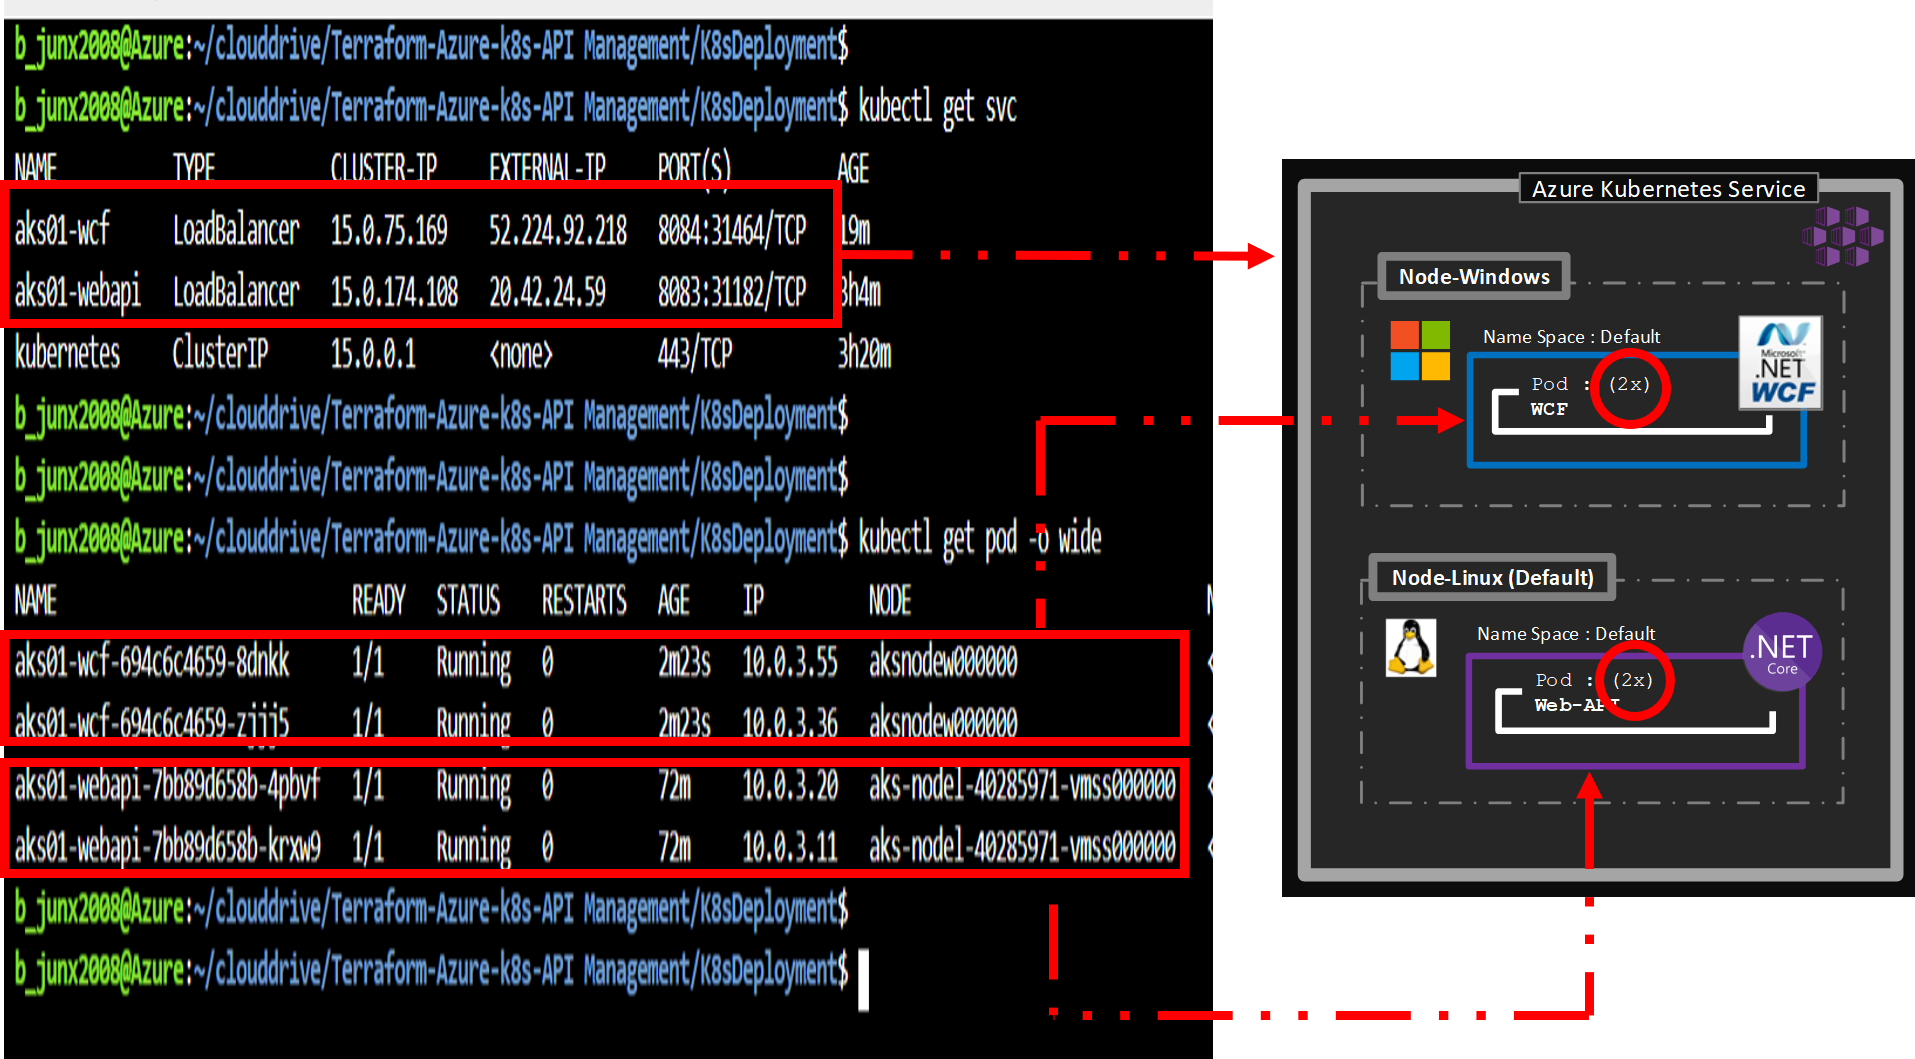 b_junx2008@Azure:~/clouddrive/Terraform-Azure-k8s-API Management/K8sDeployment$
b_junx2008@Azure:~/clouddrive/Terraform-Azure-k8s-API Management/K8sDeployment$ kubectl get svc
NAME TYPE CLUSTER-IP EXTERNAL-IP PORT(S) AGE
aks01-wcf LoadBalancer 15.0.75.169 52.224.92.218 8084:31464/TCP 19m
aks01-webapi LoadBalancer 15.0.174.108 20.42.24.59 8083:31182/TCP 3h4m
kubernetes ClusterIP 15.0.0.1 <none> 443/TCP 3h20m
b_junx2008@Azure:~/clouddrive/Terraform-Azure-k8s-API Management/K8sDeployment$
b_junx2008@Azure:~/clouddrive/Terraform-Azure-k8s-API Management/K8sDeployment$
b_junx2008@Azure:~/clouddrive/Terraform-Azure-k8s-API Management/K8sDeployment$ kubectl get pod -o wide
NAME READY STATUS RESTARTS AGE IP NODE
aks01-wcf-694c6c4659-8dnkk 1/1 Running 0 2m23s 10.0.3.55 aksnodew000000 <
aks01-wcf-694c6c4659-zjjj5 1/1 Running 0 2m23s 10.0.3.36 aksnodew000000 <
aks01-webapi-7bb89d658b-4pbvf 1/1 Running 0 72m 10.0.3.20 aks-nodel-40285971-vmss000000 <
aks01-webapi-7bb89d658b-krxw9 1/1 Running 0 72m 10.0.3.11 aks-nodel-40285971-vmss000000 <
b_junx2008@Azure:~/clouddrive/Terraform-Azure-k8s-API Management/K8sDeployment$
b_junx2008@Azure:~/clouddrive/Terraform-Azure-k8s-API Management/K8sDeployment$
Azure Kubernetes Service
Node-Windows
Name Space : Default
Pod : (2x)
WCF
Microsoft®
.NET
WCF
Node-Linux (Default)
Name Space : Default
Pod : (2x)
Web-API
.NET
Core